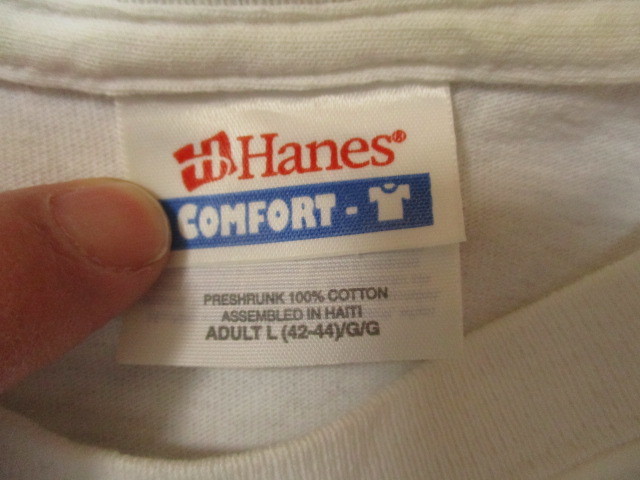 Hanes®
COMFORT -
PRESHRUNK 100% COTTON
ASSEMBLED IN HAITI
ADULT L (42-44)/G/G